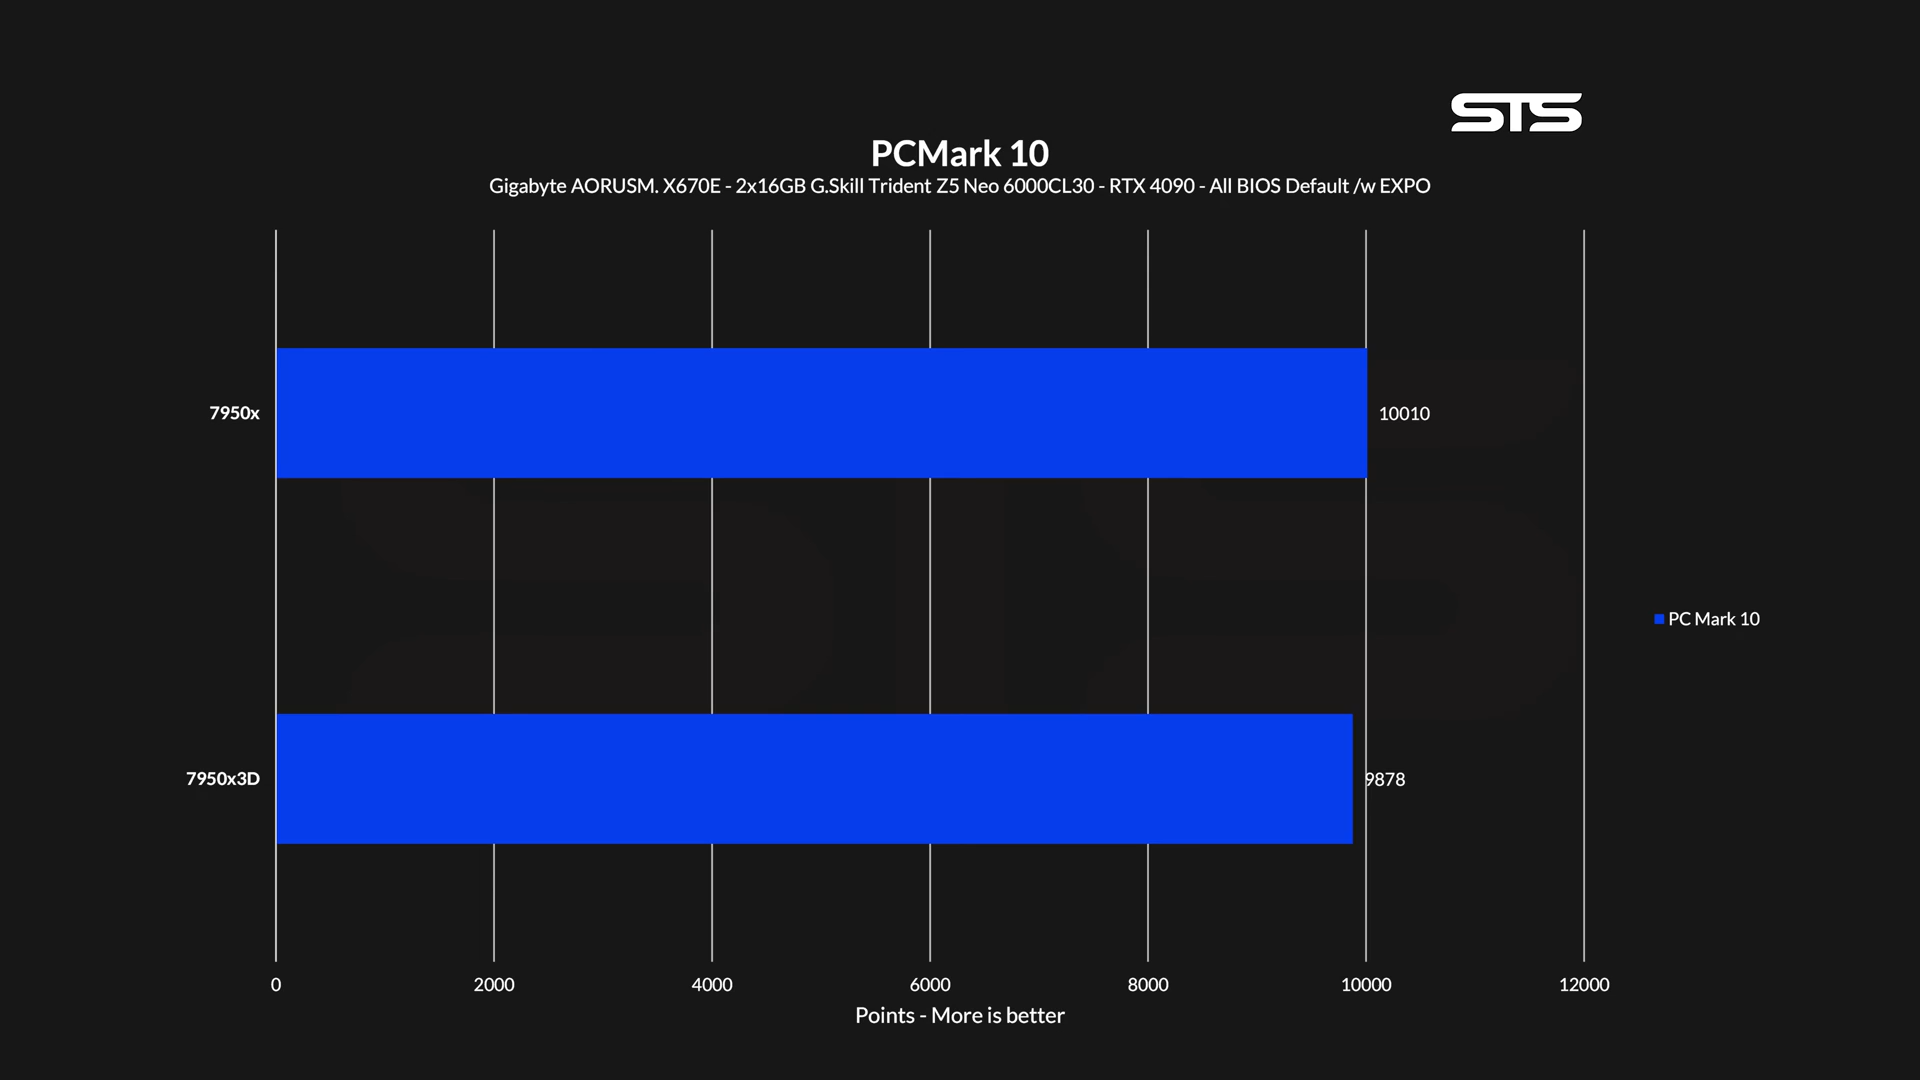 STS
PCMark 10
Gigabyte AORUSM. X670E - 2x16GB G.Skill Trident Z5 Neo 6000CL30 - RTX 4090 - All BIOS Default /w EXPO
7950x
10010
PC Mark 10
7950x3D
9878
0 2000 4000 6000 8000 10000 12000
Points - More is better